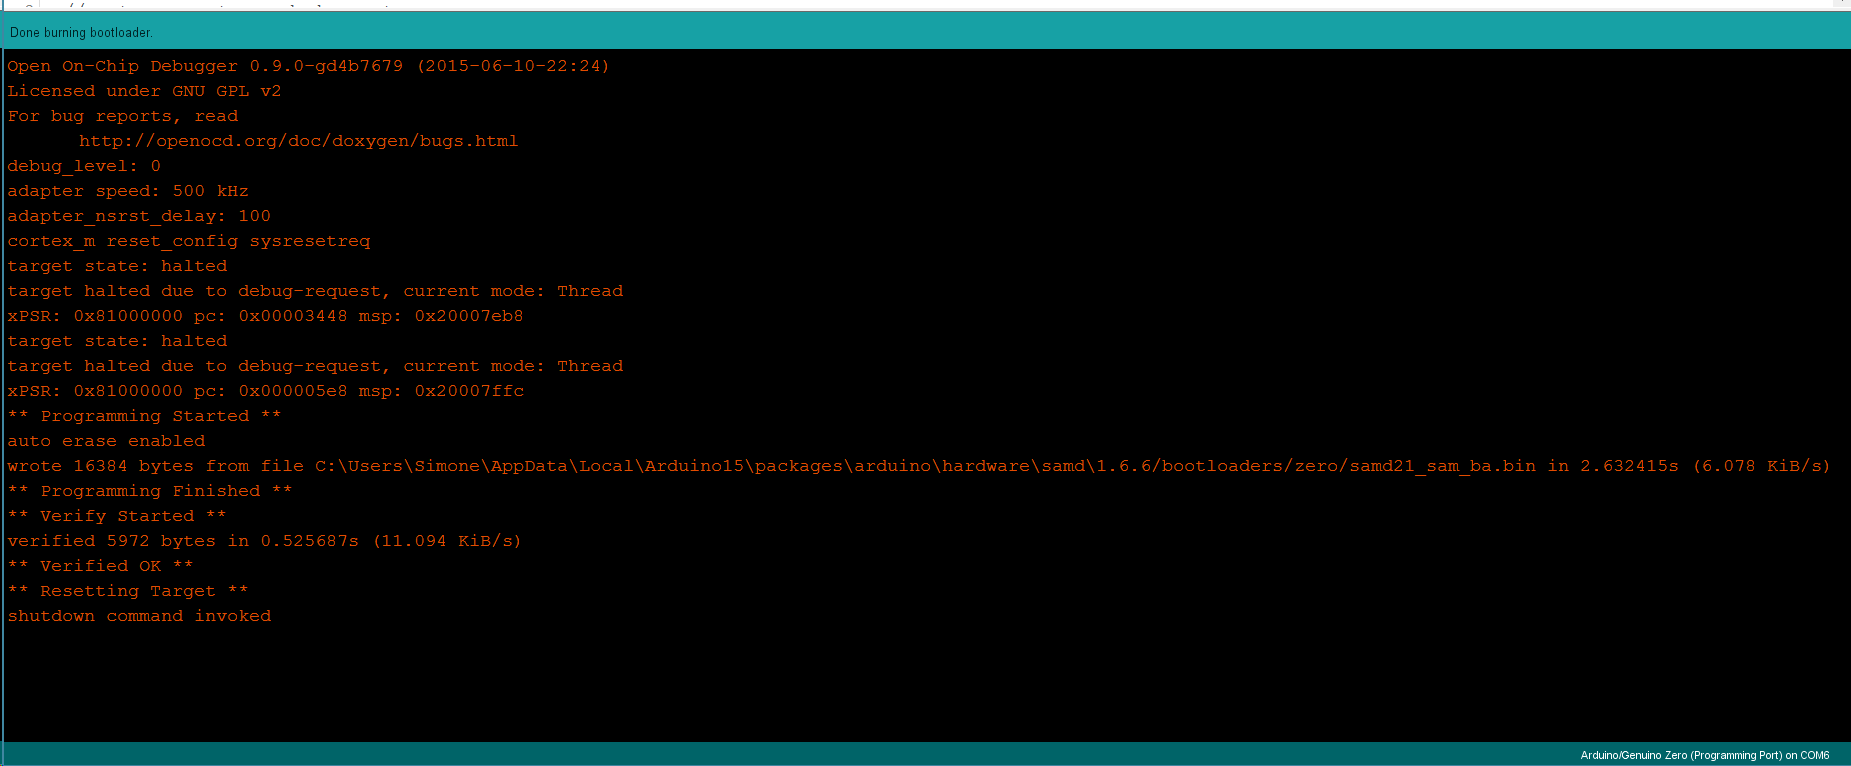 Done burning bootloader.
Open On-Chip Debugger 0.9.0-gd4b7679 (2015-06-10-22:24)
Licensed under GNU GPL v2
For bug reports, read
http://openocd.org/doc/doxygen/bugs.html
debug_level: 0
adapter speed: 500 kHz
adapter_nsrst_delay: 100
cortex_m reset_config sysresetreq
target state: halted
target halted due to debug-request, current mode: Thread
xPSR: 0x81000000 pc: 0x00003448 msp: 0x20007eb8
target state: halted
target halted due to debug-request, current mode: Thread
xPSR: 0x81000000 pc: 0x000005e8 msp: 0x20007ffc
** Programming Started **
auto erase enabled
wrote 16384 bytes from file C:\Users\Simone\AppData\Local\Arduino15\packages\arduino\hardware\samd\1.6.6/bootloaders/zero/samd21_sam_ba.bin in 2.632415s (6.078 KiB/s)
** Programming Finished **
** Verify Started **
verified 5972 bytes in 0.525687s (11.094 KiB/s)
** Verified OK **
** Resetting Target **
shutdown command invoked
Arduino/Genuino Zero (Programming Port) on COM6